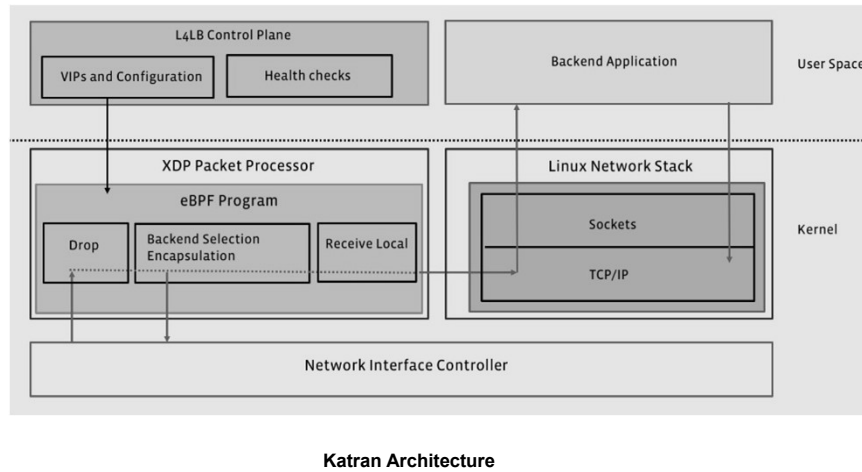 L4LB Control Plane
VIPs and Configuration
Health checks
Backend Application
User Space
XDP Packet Processor
Linux Network Stack
eBPF Program
Kernel
Drop
Backend Selection
Encapsulation
Receive Local
Sockets
TCP/IP
Network Interface Controller
Katran Architecture